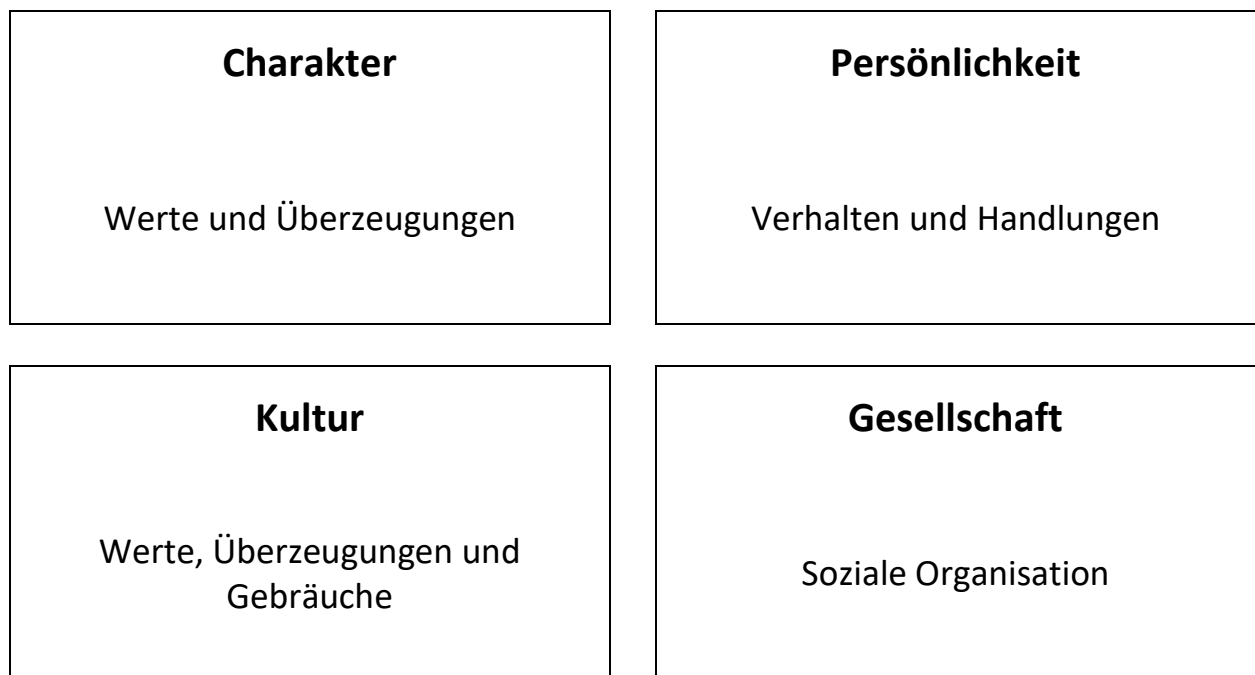 Charakter
Werte und Überzeugungen
Persönlichkeit
Verhalten und Handlungen
Kultur
Werte, Überzeugungen und
Gebräuche
Gesellschaft
Soziale Organisation